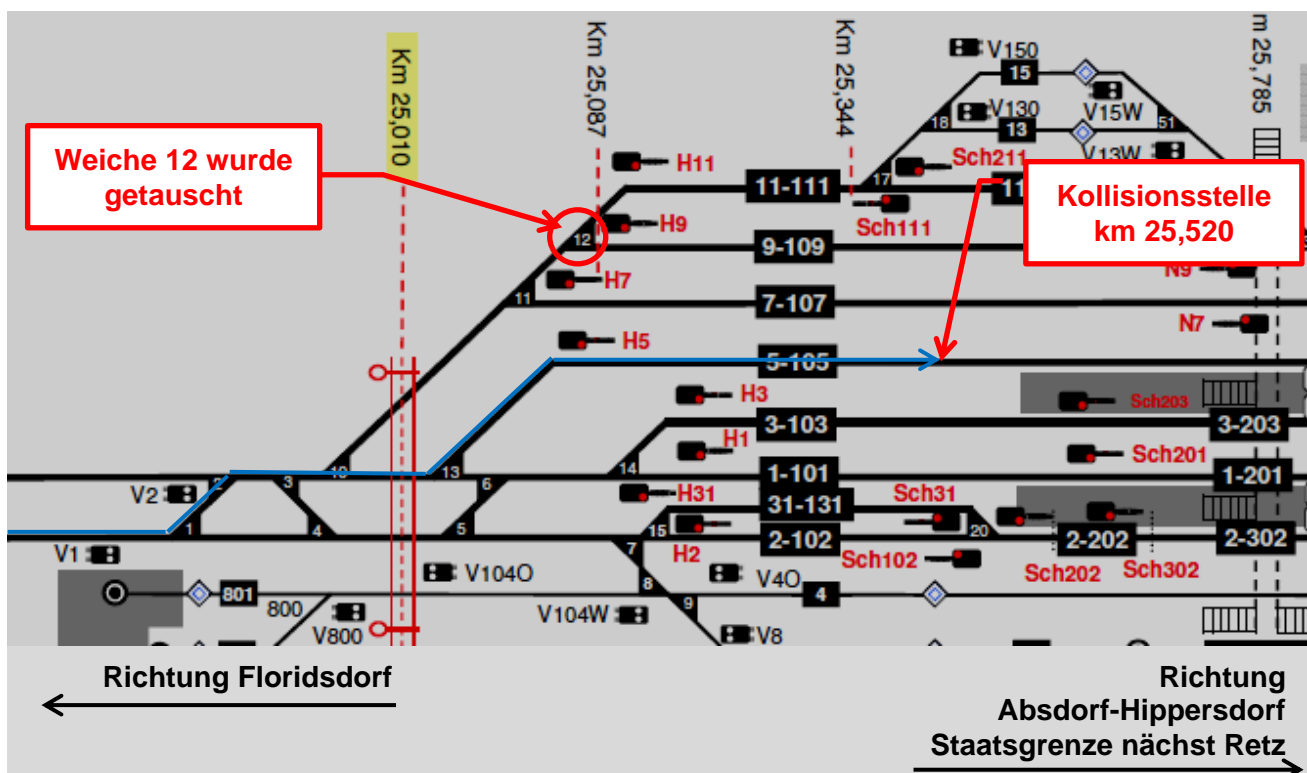 Km 25,010
Km 25,087
Km 25,344
m 25,785
V150
15
V15W
V130
18
13
51
V13W
Weiche 12 wurde
getauscht
H11
Sch211
17
11-111
11
Sch111
Kollisionsstelle
km 25,520
H9
12
9-109
N9
H7
11
7-107
N7
H5
5-105
H3
Sch203
3-103
3-203
H1
Sch201
10
13
14
1-101
1-201
V2
2
3
6
H31
31-131
Sch31
1
4
5
15
20
V1
7
H2
2-102
Sch102
2-202
2-302
Sch202
Sch302
V104O
V4O
801
800
8
9
4
V800
V104W
V8
Richtung Floridsdorf
Richtung
Absdorf-Hippersdorf
Staatsgrenze nächst Retz